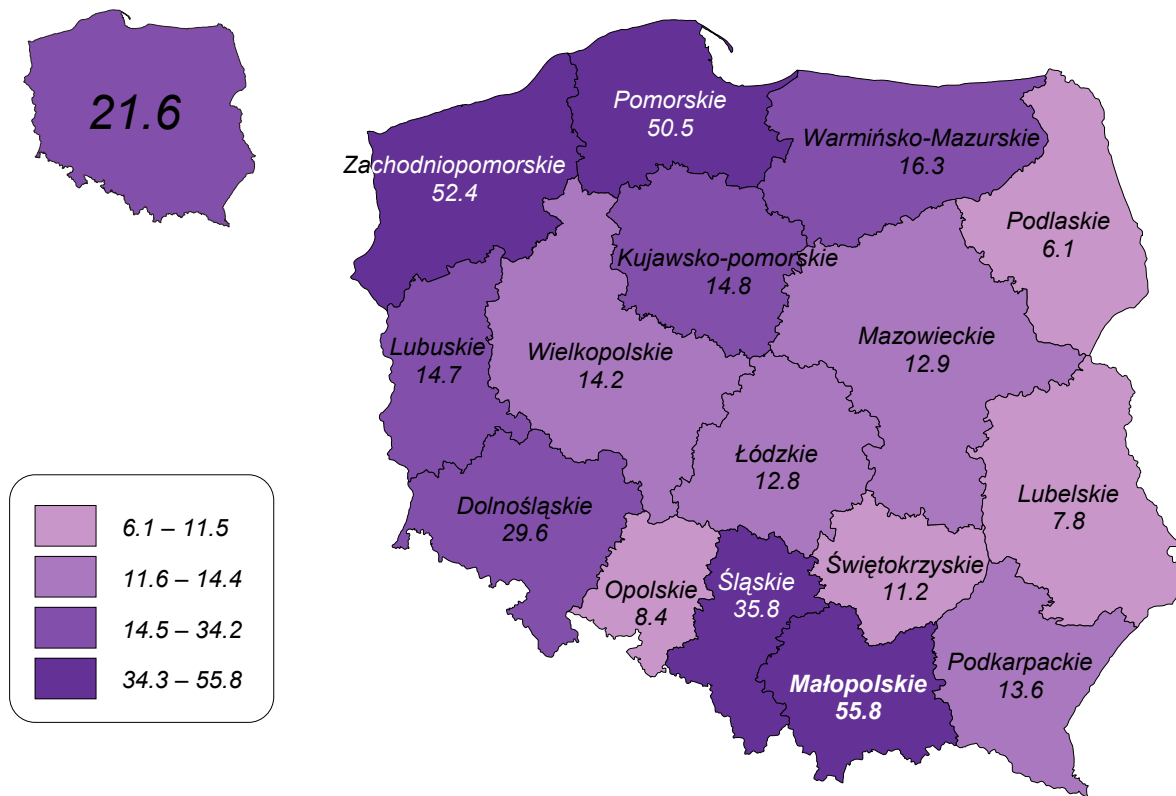 21.6
Pomorskie
50.5
Warmińsko-Mazurskie
16.3
Zachodniopomorskie
52.4
Podlaskie
6.1
Kujawsko-pomorskie
14.8
Mazowieckie
12.9
Lubuskie
14.7
Wielkopolskie
14.2
Łódzkie
12.8
Lubelskie
7.8
Dolnośląskie
29.6
Opolskie
8.4
Śląskie
35.8
Świętokrzyskie
11.2
Małopolskie
55.8
Podkarpackie
13.6
6.1 – 11.5
11.6 – 14.4
14.5 – 34.2
34.3 – 55.8